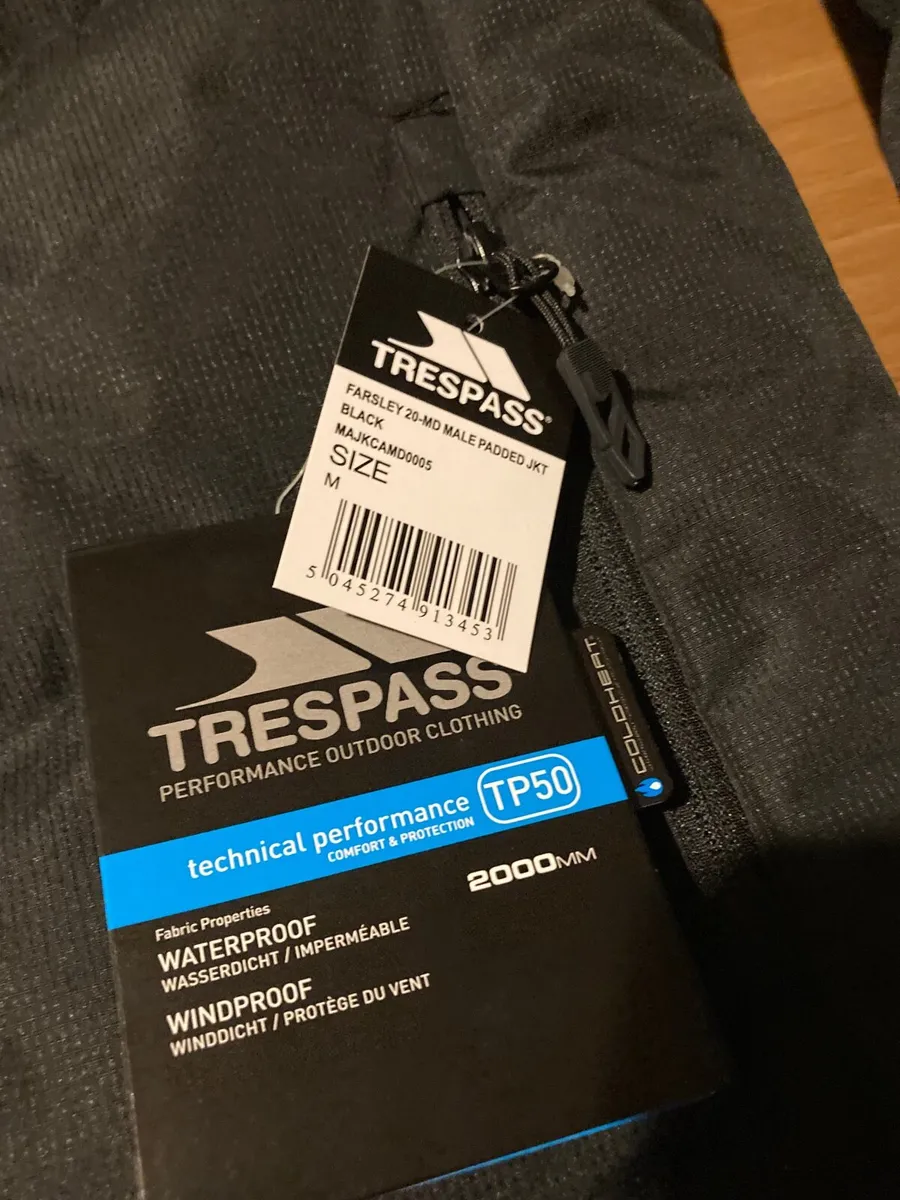 TRESPASS®
FARSLEY 20-MD MALE PADDED JKT
BLACK
MAJKCAMD0005
SIZE
M
5 045274 913453
TRESPASS
PERFORMANCE OUTDOOR CLOTHING
technical performance TP50
COMFORT & PROTECTION
2000MM
Fabric Properties
WATERPROOF
WASSERDICHT / IMPERMÉABLE
WINDPROOF
WINDDICHT / PROTÈGE DU VENT
COLDHEAT